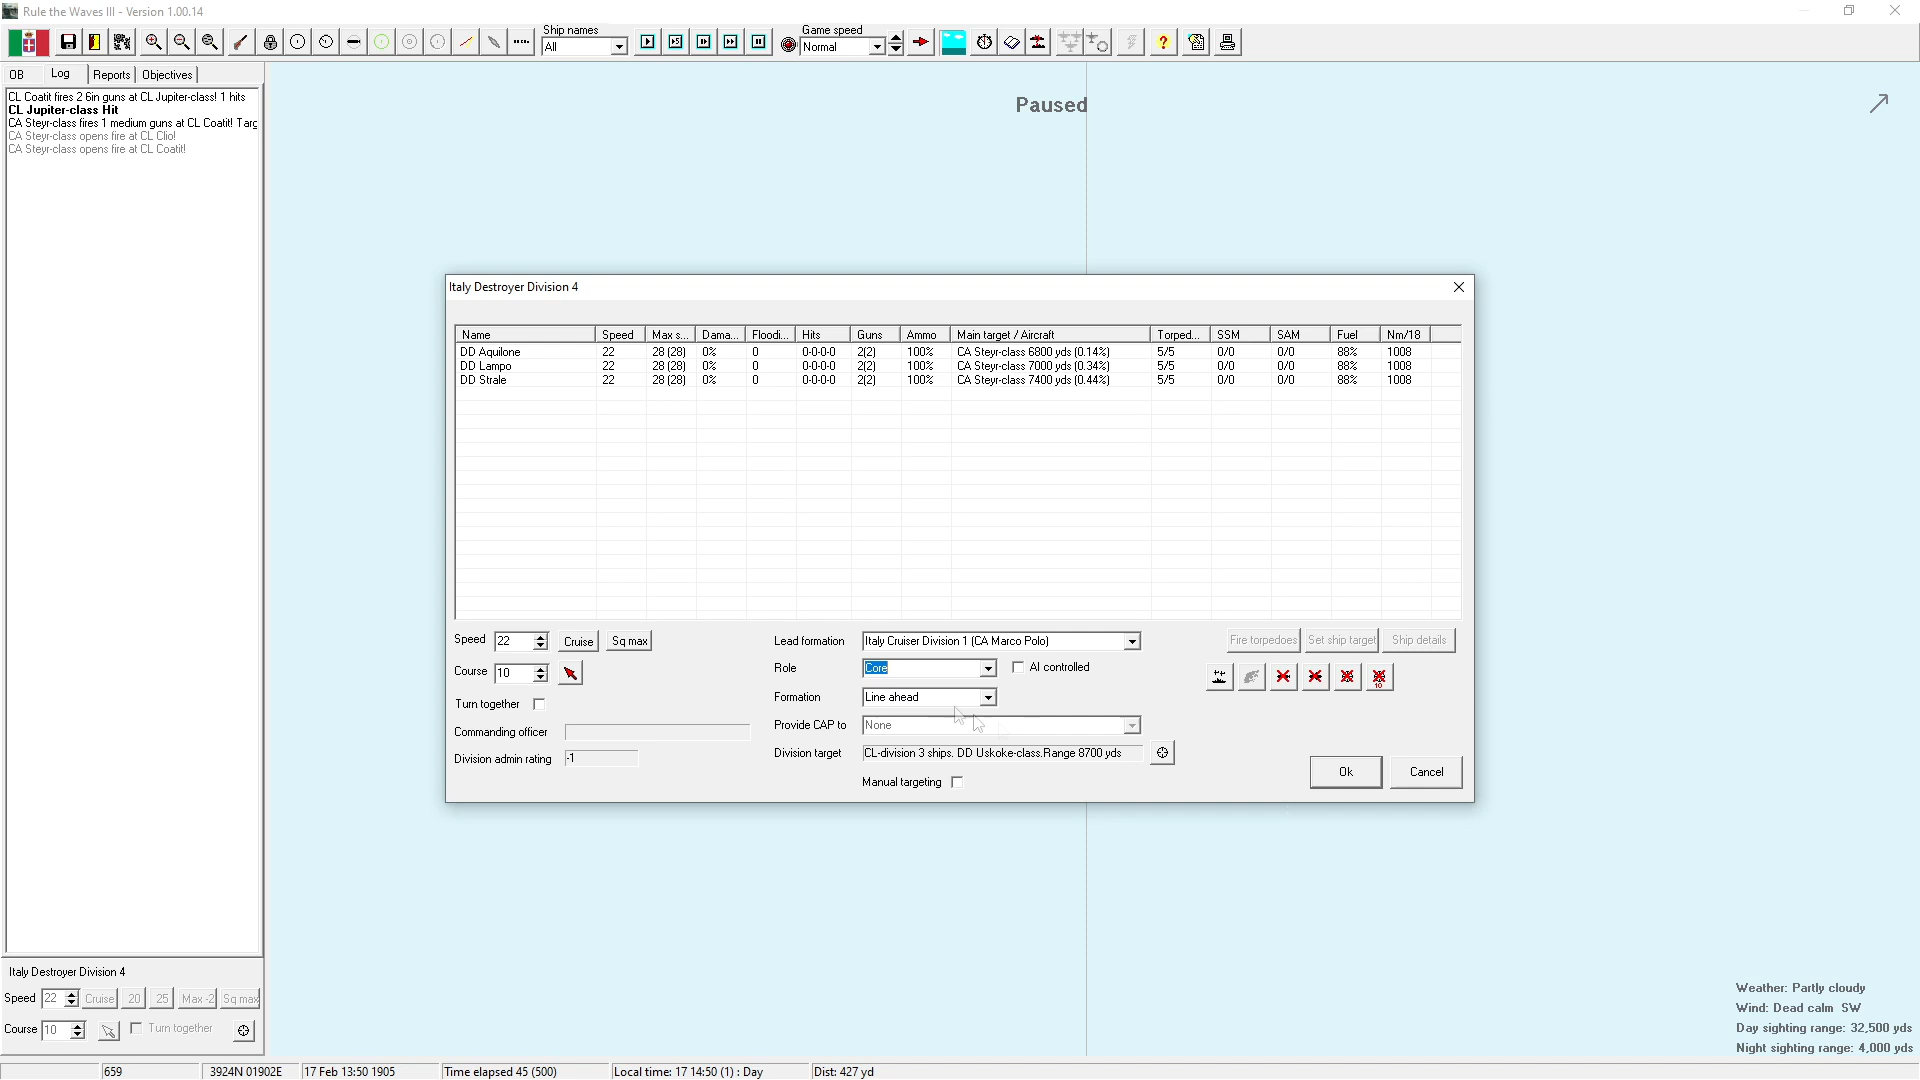 Rule the Waves III - Version 1.00.14
Ship names
All
Game speed
Normal
OB
Log
Reports
Objectives
CL Coatit fires 2 6in guns at CL Jupiter-class! 1 hits
CL Jupiter-class Hit
CA Steyr-class fires 1 medium guns at CL Coatit! Targ
CA Steyr-class opens fire at CL Clio!
CA Steyr-class opens fire at CL Coatit!
Paused
Italy Destroyer Division 4
Name Speed Max s... Dama... Floodi... Hits Guns Ammo Main target / Aircraft Torped... SSM SAM Fuel Nm/18
DD Aquilone 22 28 (28) 0% 0 0-0-0-0 2(2) 100% CA Steyr-class 6800 yds (0.14%) 5/5 0/0 0/0 88% 1008
DD Lampo 22 28 (28) 0% 0 0-0-0-0 2(2) 100% CA Steyr-class 7000 yds (0.34%) 5/5 0/0 0/0 88% 1008
DD Strale 22 28 (28) 0% 0 0-0-0-0 2(2) 100% CA Steyr-class 7400 yds (0.44%) 5/5 0/0 0/0 88% 1008
Speed 22 Cruise Sq max
Course 10
Turn together
Commanding officer
Division admin rating -1
Lead formation Italy Cruiser Division 1 (CA Marco Polo)
Role Core AI controlled
Formation Line ahead
Provide CAP to None
Division target CL-division 3 ships. DD Uskoke-class.Range 8700 yds
Manual targeting
Fire torpedoes Set ship target Ship details
10
Ok Cancel
Italy Destroyer Division 4
Speed 22 Cruise 20 25 Max -2 Sq max
Course 10 Turn together
Weather: Partly cloudy
Wind: Dead calm SW
Day sighting range: 32,500 yds
Night sighting range: 4,000 yds
659 3924N 01902E 17 Feb 13:50 1905 Time elapsed 45 (500) Local time: 17 14:50 (1) : Day Dist: 427 yd